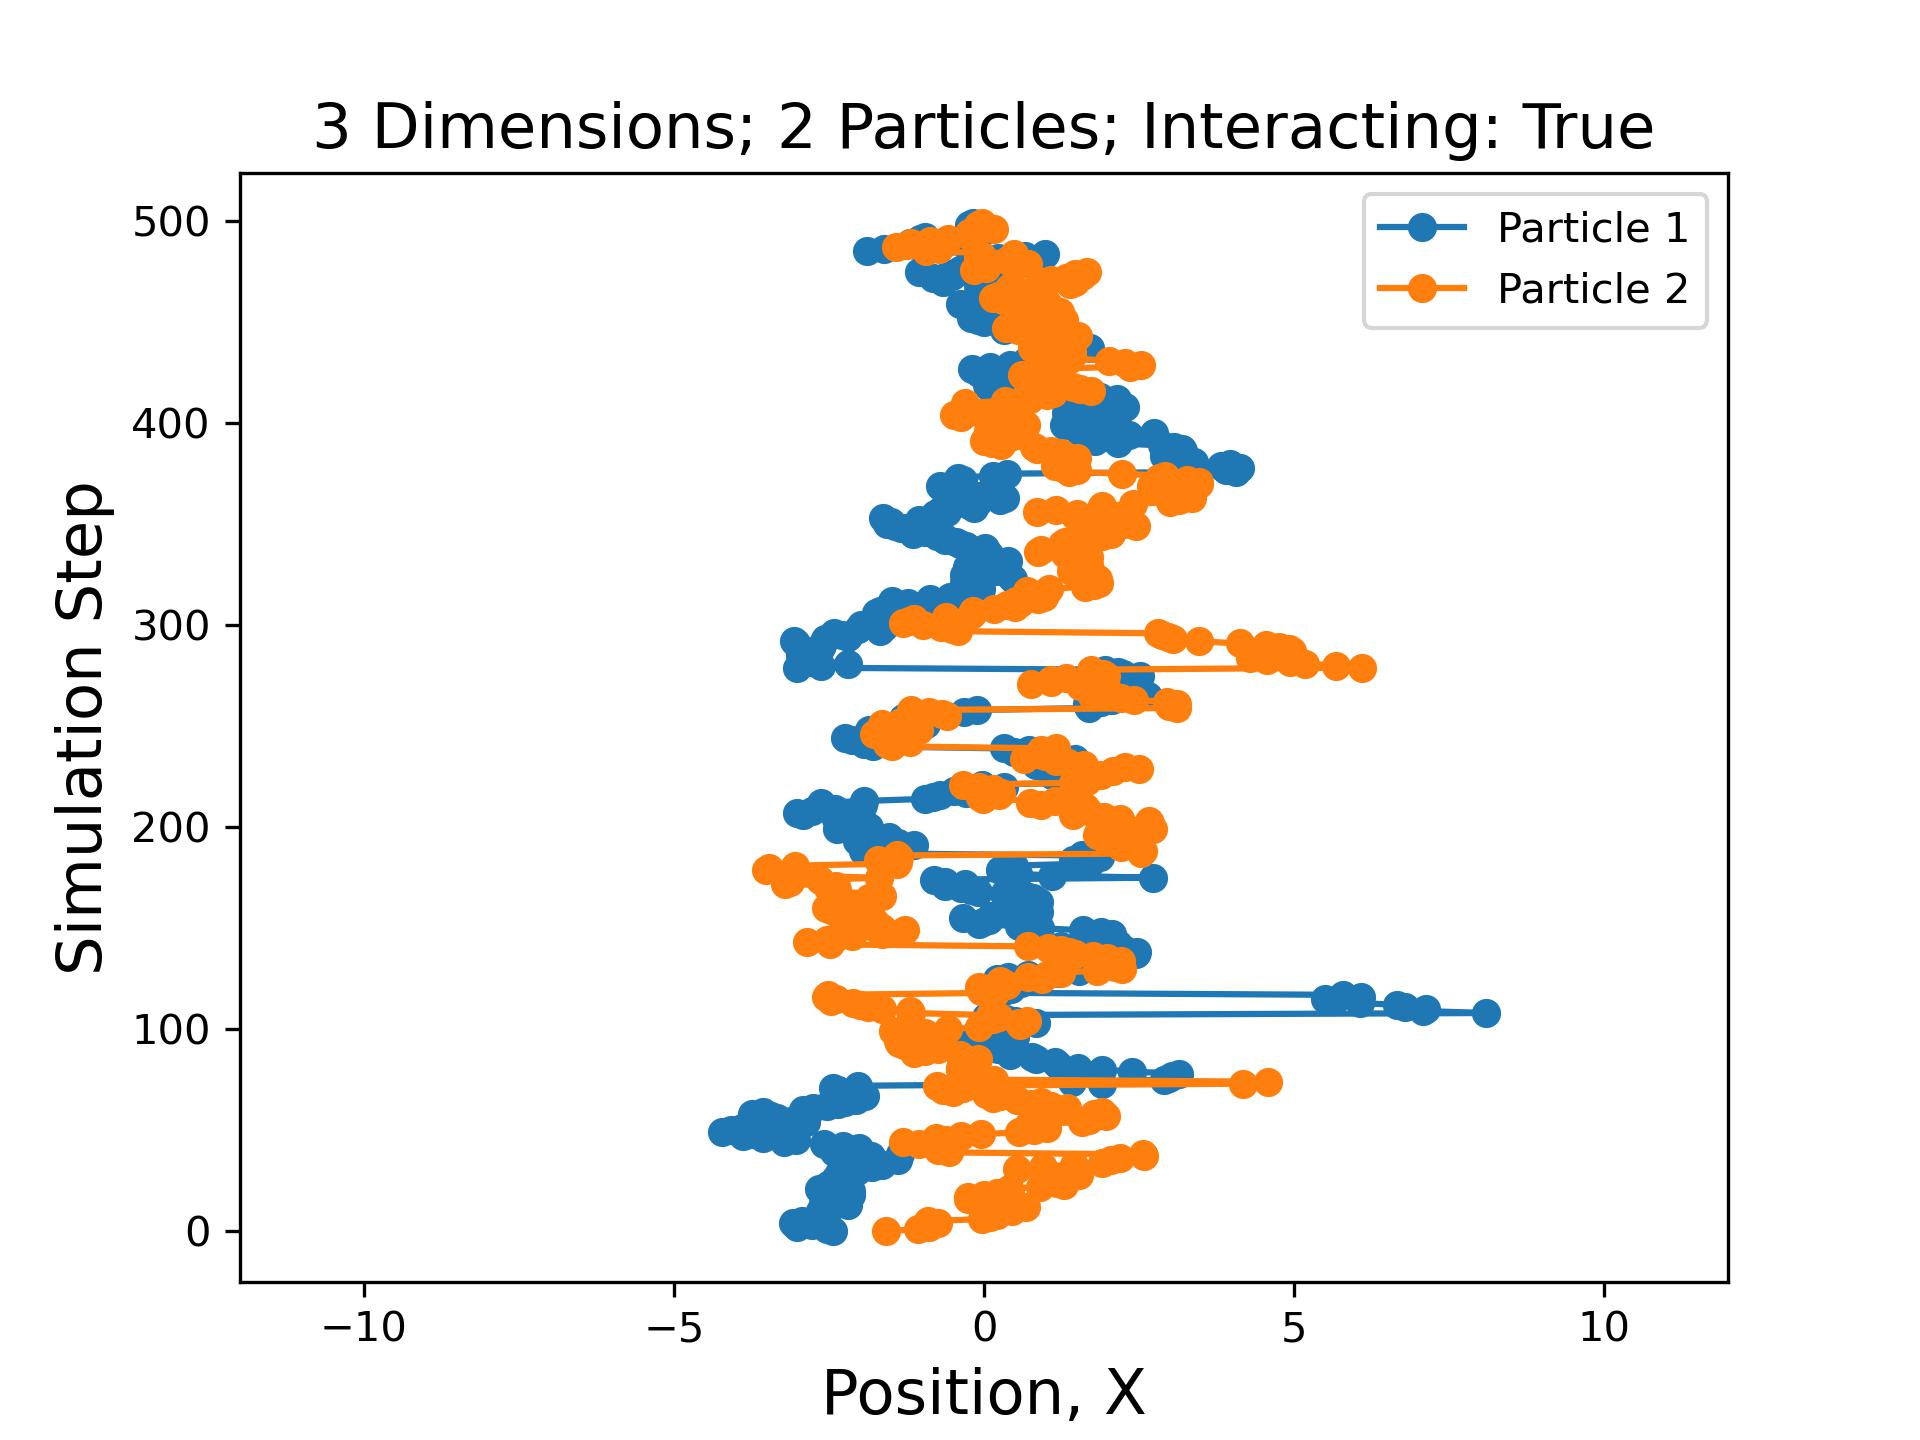 3 Dimensions; 2 Particles; Interacting: True
Particle 1
Particle 2
Simulation Step
500
400
300
200
100
0
−10
−5
0
5
10
Position, X